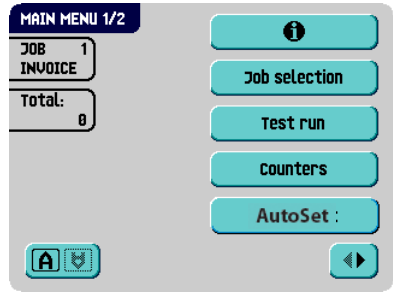 MAIN MENU 1/2
JOB 1
INVOICE
Total:
0
Job selection
Test run
Counters
AutoSet :
A